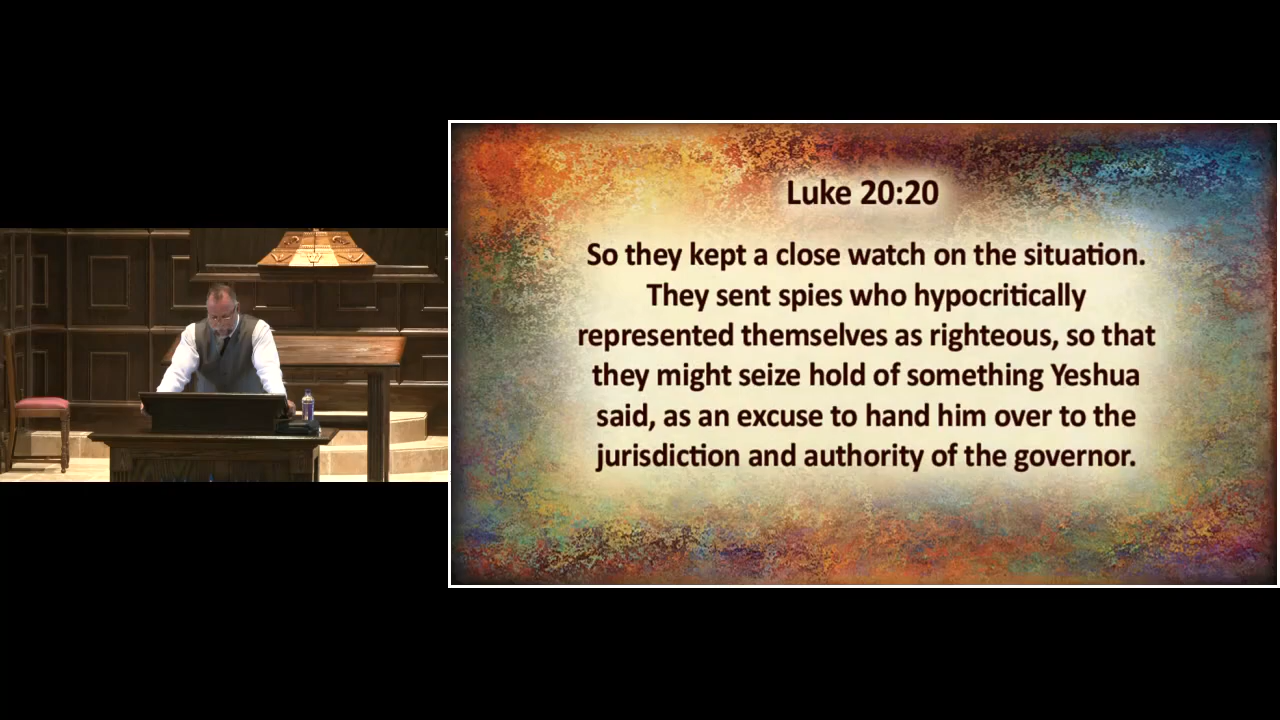 Luke 20:20
So they kept a close watch on the situation.
They sent spies who hypocritically
represented themselves as righteous, so that
they might seize hold of something Yeshua
said, as an excuse to hand him over to the
jurisdiction and authority of the governor.